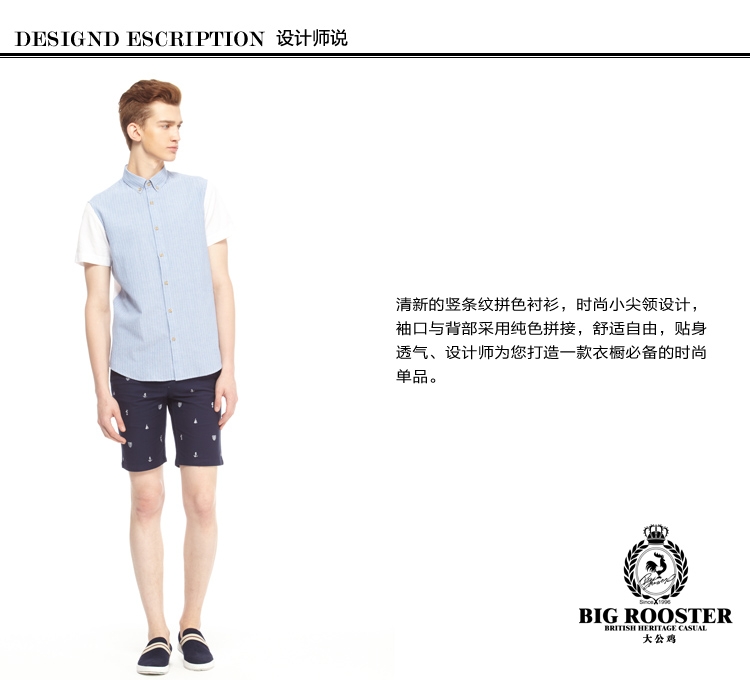 DESIGND ESCRIPTION 设计师说
清新的竖条纹拼色衬衫，时尚小尖领设计，
袖口与背部采用纯色拼接，舒适自由，贴身
透气、设计师为您打造一款衣橱必备的时尚
单品。
Since 1996
BIG ROOSTER
BRITISH HERITAGE CASUAL
大公鸡